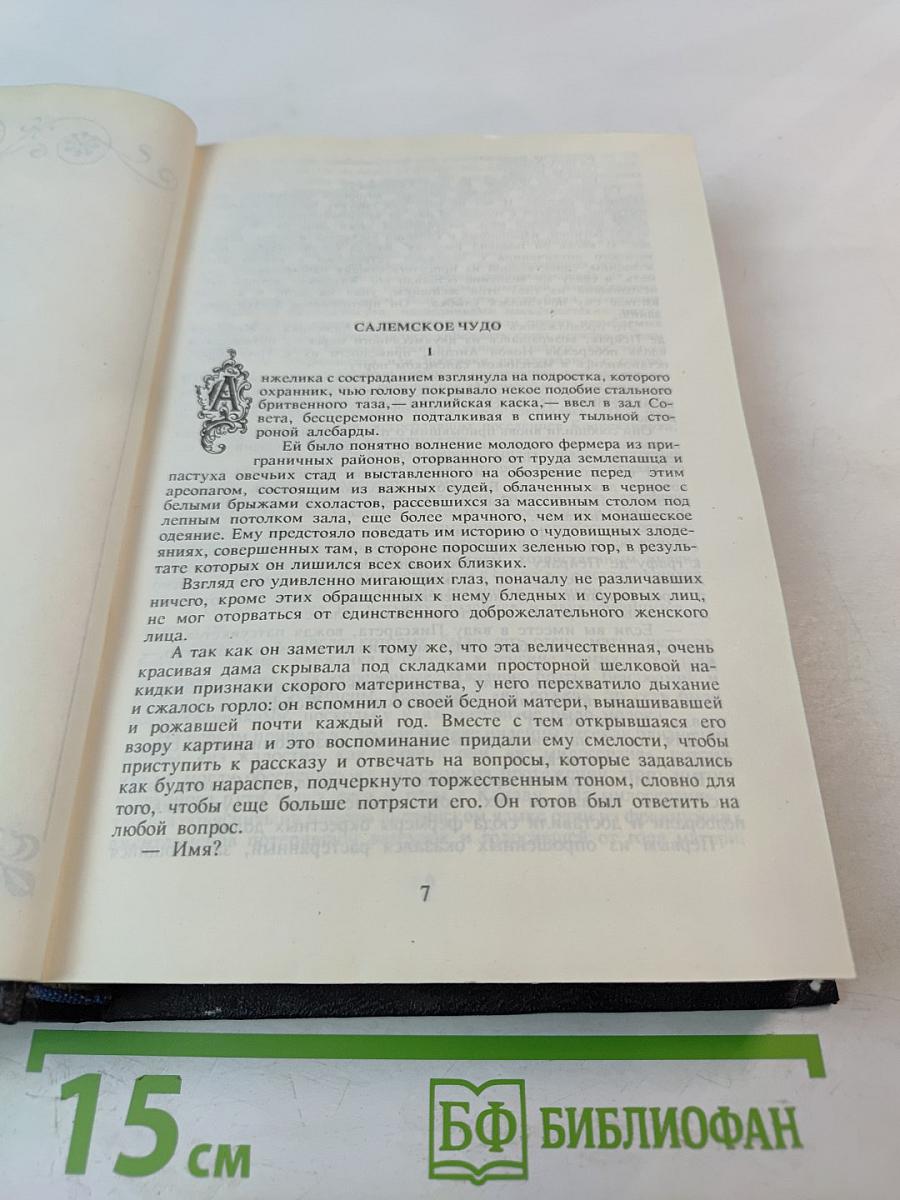 САЛЕМСКОЕ ЧУДО
1
Анжелика с состраданием взглянула на подростка, которого
охранник, чью голову покрывало некое подобие стального
бритвенного таза,— английская каска,— ввел в зал Со-
вета, бесцеремонно подталкивая в спину тыльной сто-
роной алебарды.
Ей было понятно волнение молодого фермера из при-
граничных районов, оторванного от труда землепашца и
пастуха овечьих стад и выставленного на обозрение перед этим
ареопагом, состоящим из важных судей, облаченных в черное с
белыми брыжами схоластов, рассевшихся за массивным столом под
лепным потолком зала, еще более мрачного, чем их монашеское
одеяние. Ему предстояло поведать им историю о чудовищных злоде-
яниях, совершенных там, в стороне поросших зеленью гор, в резуль-
тате которых он лишился всех своих близких.
Взгляд его удивленно мигающих глаз, поначалу не различавших
ничего, кроме этих обращенных к нему бледных и суровых лиц,
не мог оторваться от единственного доброжелательного женского
лица.
А так как он заметил к тому же, что эта величественная, очень
красивая дама скрывала под складками просторной шелковой на-
кидки признаки скорого материнства, у него перехватило дыхание
и сжалось горло: он вспомнил о своей бедной матери, вынашивавшей
и рожавшей почти каждый год. Вместе с тем открывшаяся его
взору картина и это воспоминание придали ему смелости, чтобы
приступить к рассказу и отвечать на вопросы, которые задавались
как будто нараспев, подчеркнуто торжественным тоном, словно для
того, чтобы еще больше потрясти его. Он готов был ответить на
любой вопрос.
— Имя?
7
15 см
БФ БИБЛИОФАН